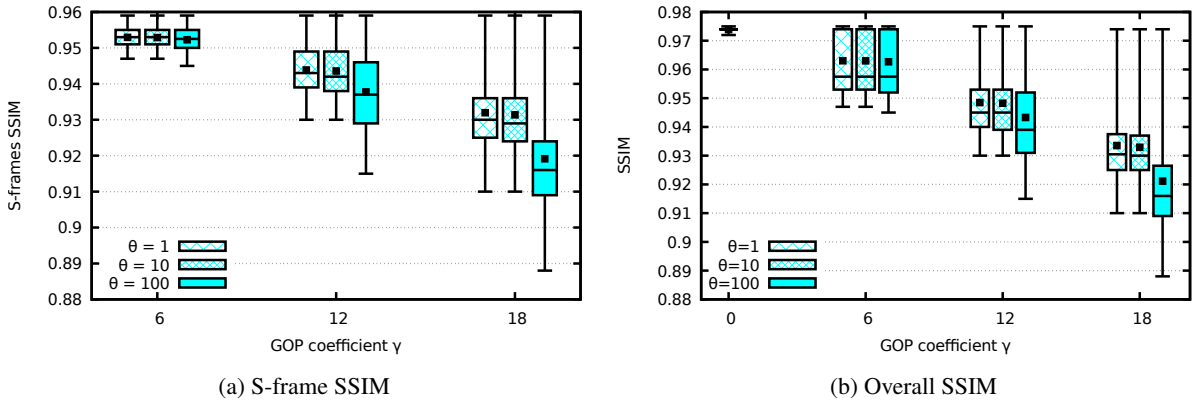 0.96
0.95
0.94
0.93
0.92
0.91
0.9
0.89
0.88
S-frames SSIM
θ = 1
θ = 10
θ = 100
6
12
18
GOP coefficient γ
(a) S-frame SSIM
0.98
0.97
0.96
0.95
0.94
0.93
0.92
0.91
0.9
0.89
0.88
SSIM
θ=1
θ=10
θ=100
0
6
12
18
GOP coefficient γ
(b) Overall SSIM